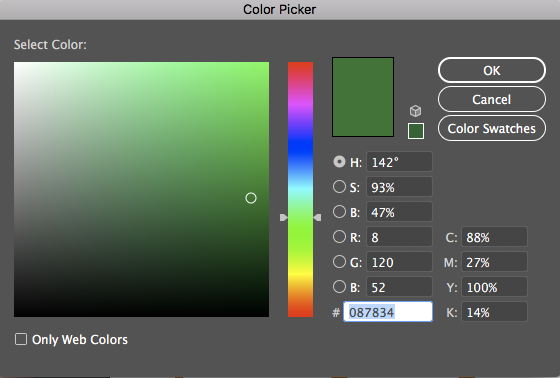 Color Picker
Select Color:
OK
Cancel
Color Swatches
H: 142°
S: 93%
B: 47%
R: 8 C: 88%
G: 120 M: 27%
B: 52 Y: 100%
# 087834 K: 14%
Only Web Colors